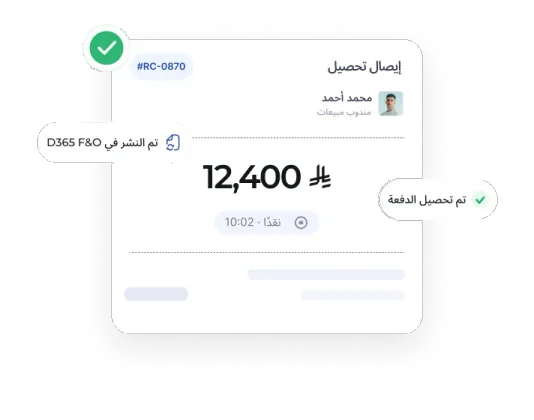 إيصال تحصيل
#RC-0870
محمد أحمد
مندوب مبيعات
تم النشر في D365 F&O
12,400
تم تحصيل الدفعة
نقدًا · 10:02